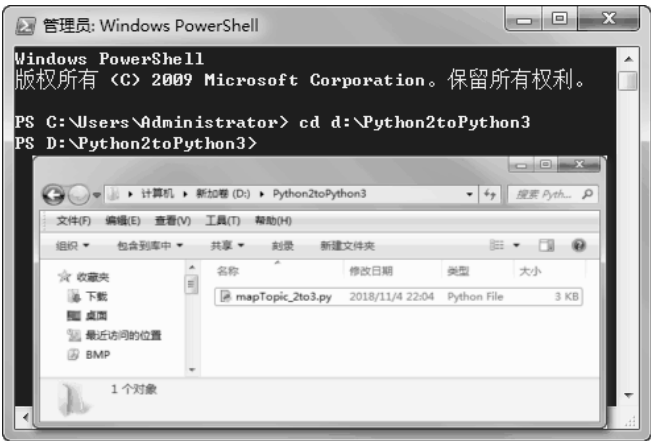 管理员: Windows PowerShell
Windows PowerShell
版权所有 (C) 2009 Microsoft Corporation。保留所有权利。
PS C:\Users\Administrator> cd d:\Python2toPython3
PS D:\Python2toPython3>
计算机 新加卷 (D:) Python2toPython3 搜索 Pyth...
文件(F) 编辑(E) 查看(V) 工具(T) 帮助(H)
组织 包含到库中 共享 刻录 新建文件夹
名称 修改日期 类型 大小
收藏夹
下载
mapTopic_2to3.py 2018/11/4 22:04 Python File 3 KB
桌面
最近访问的位置
BMP
1 个对象